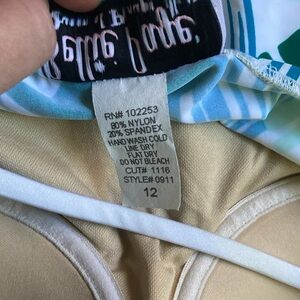 RN# 102253
80% NYLON
20% SPANDEX
HAND WASH COLD
LINE DRY
FLAT DRY
DO NOT BLEACH
CUT# 1116
STYLE# 0911
12